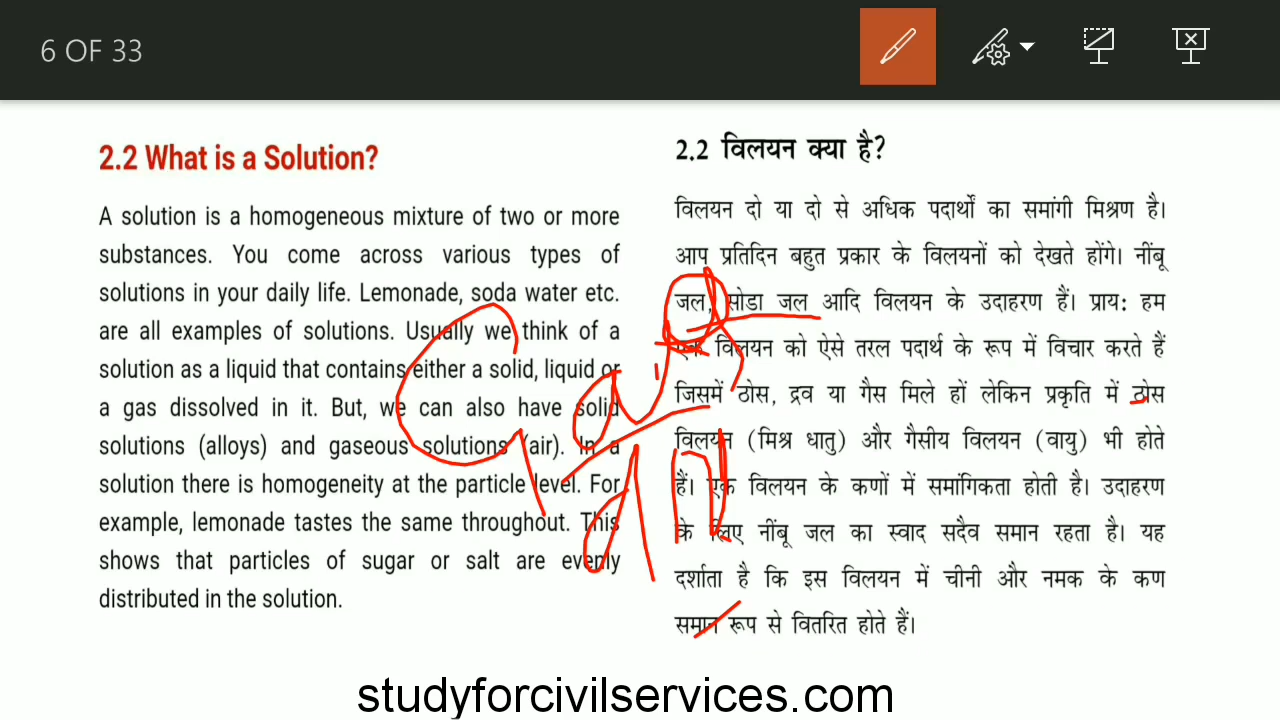 6 OF 33
2.2 What is a Solution?
A solution is a homogeneous mixture of two or more
substances. You come across various types of
solutions in your daily life. Lemonade, soda water etc.
are all examples of solutions. Usually we think of a
solution as a liquid that contains either a solid, liquid or
a gas dissolved in it. But, we can also have solid
solutions (alloys) and gaseous solutions (air). In a
solution there is homogeneity at the particle level. For
example, lemonade tastes the same throughout. This
shows that particles of sugar or salt are evenly
distributed in the solution.
2.2 विलयन क्या है?
विलयन दो या दो से अधिक पदार्थों का समांगी मिश्रण है।
आप प्रतिदिन बहुत प्रकार के विलयनों को देखते होंगे। नींबू
जल, सोडा जल आदि विलयन के उदाहरण हैं। प्राय: हम
एक विलयन को ऐसे तरल पदार्थ के रूप में विचार करते हैं
जिसमें ठोस, द्रव या गैस मिले हों लेकिन प्रकृति में ठोस
विलयन (मिश्र धातु) और गैसीय विलयन (वायु) भी होते
हैं। एक विलयन के कणों में समांगिकता होती है। उदाहरण
के लिए नींबू जल का स्वाद सदैव समान रहता है। यह
दर्शाता है कि इस विलयन में चीनी और नमक के कण
समान रूप से वितरित होते हैं।
studyforcivilservices.com